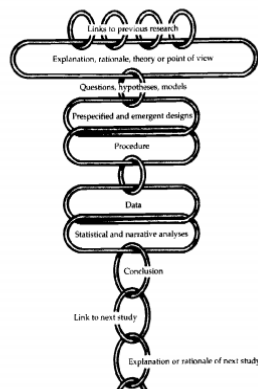 Links to previous research
Explanation, rationale, theory or point of view
Questions, hypotheses, models
Prespecified and emergent designs
Procedure
Data
Statistical and narrative analyses
Conclusion
Link to next study
Explanation or rationale of next study